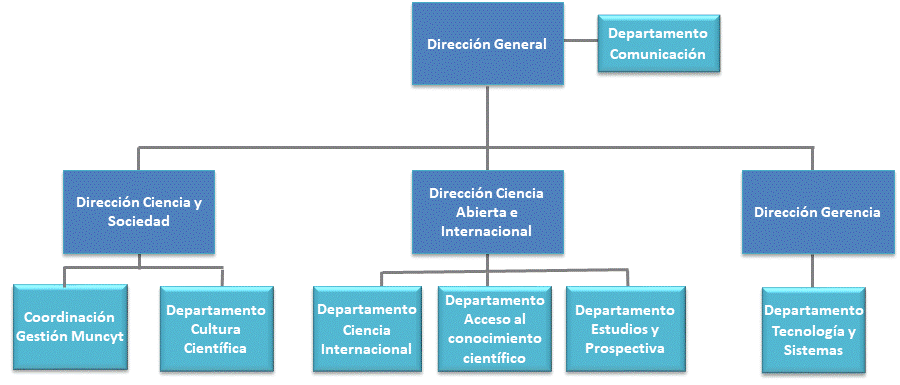 Dirección General
Departamento
Comunicación
Dirección Ciencia y
Sociedad
Dirección Ciencia
Abierta e
Internacional
Dirección Gerencia
Coordinación
Gestión Muncyt
Departamento
Cultura
Científica
Departamento
Ciencia
Internacional
Departamento
Acceso al
conocimiento
científico
Departamento
Estudios y
Prospectiva
Departamento
Tecnología y
Sistemas